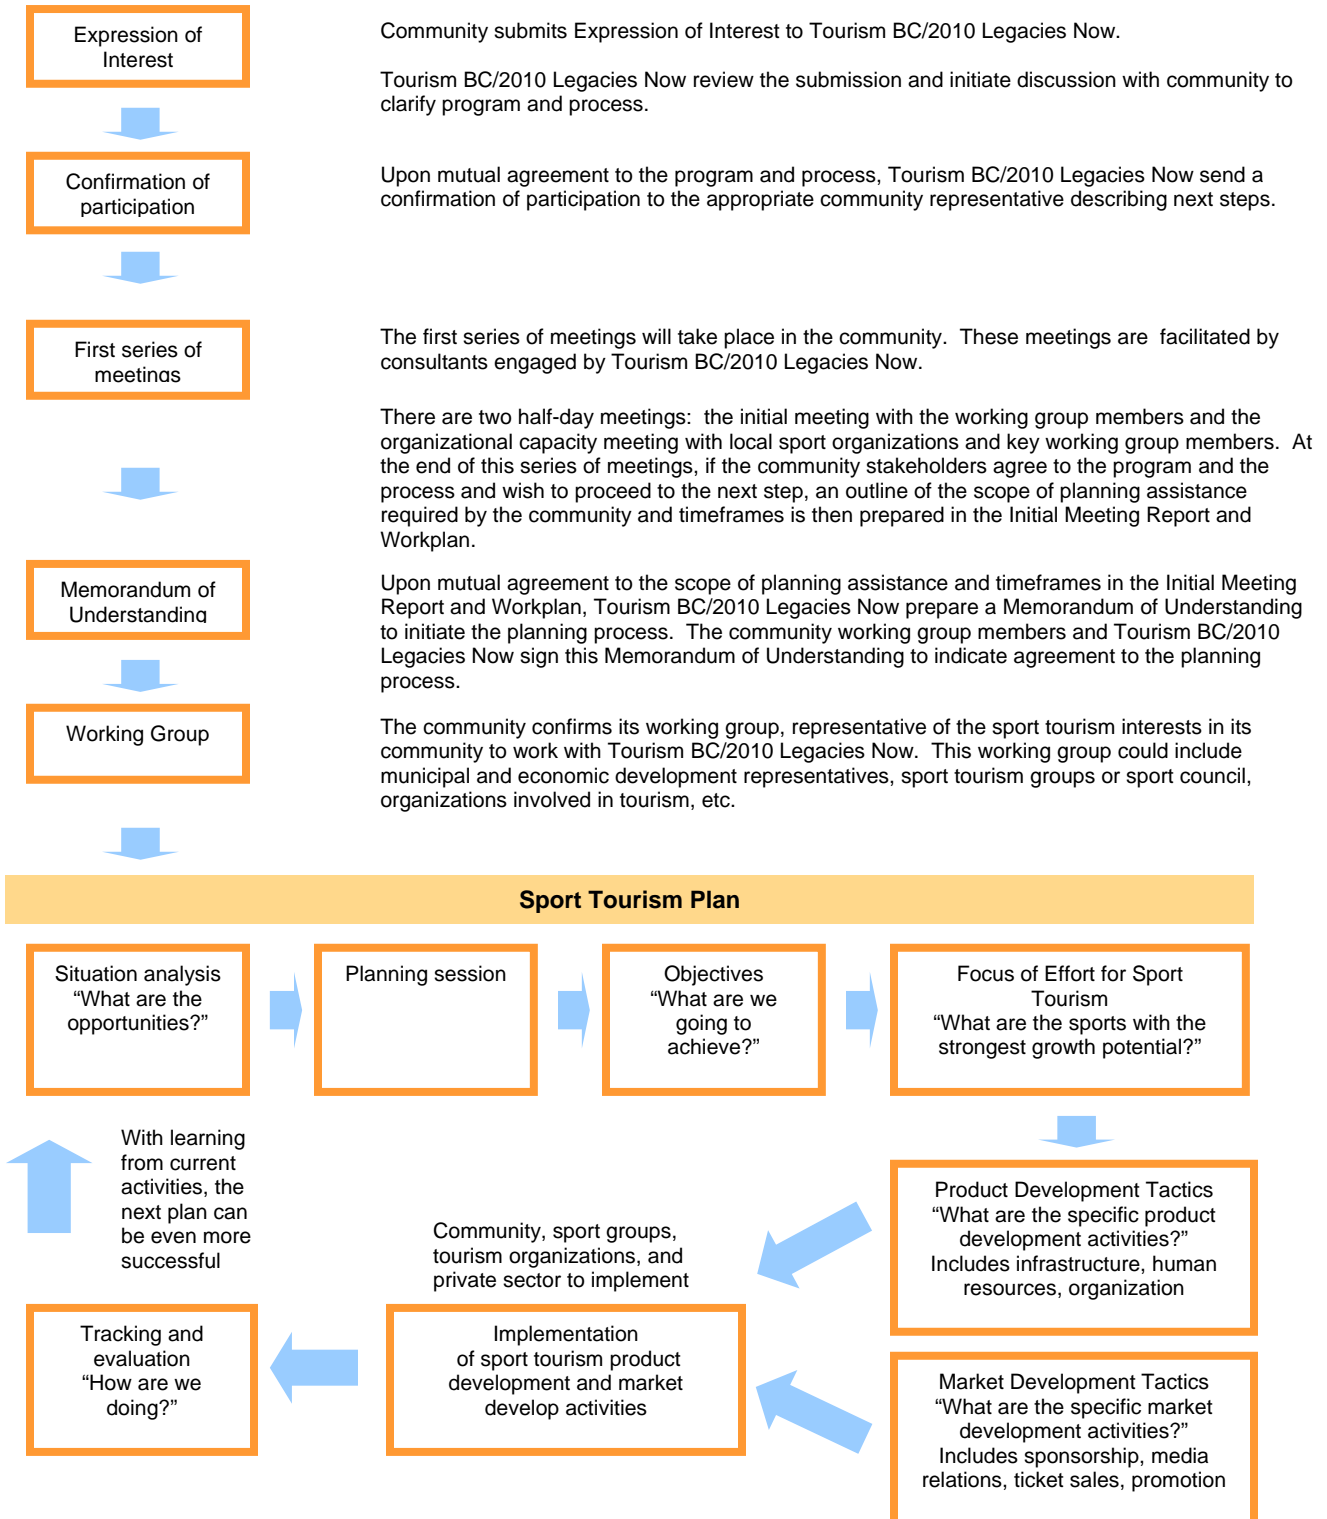 Expression of
Interest
Community submits Expression of Interest to Tourism BC/2010 Legacies Now.
Tourism BC/2010 Legacies Now review the submission and initiate discussion with community to
clarify program and process.
Confirmation of
participation
Upon mutual agreement to the program and process, Tourism BC/2010 Legacies Now send a
confirmation of participation to the appropriate community representative describing next steps.
First series of
meetings
The first series of meetings will take place in the community.  These meetings are  facilitated by
consultants engaged by Tourism BC/2010 Legacies Now.
There are two half-day meetings:  the initial meeting with the working group members and the
organizational capacity meeting with local sport organizations and key working group members.  At
the end of this series of meetings, if the community stakeholders agree to the program and the
process and wish to proceed to the next step, an outline of the scope of planning assistance
required by the community and timeframes is then prepared in the Initial Meeting Report and
Workplan.
Memorandum of
Understanding
Upon mutual agreement to the scope of planning assistance and timeframes in the Initial Meeting
Report and Workplan, Tourism BC/2010 Legacies Now prepare a Memorandum of Understanding
to initiate the planning process.  The community working group members and Tourism BC/2010
Legacies Now sign this Memorandum of Understanding to indicate agreement to the planning
process.
Working Group
The community confirms its working group, representative of the sport tourism interests in its
community to work with Tourism BC/2010 Legacies Now.  This working group could include
municipal and economic development representatives, sport tourism groups or sport council,
organizations involved in tourism, etc.
Sport Tourism Plan
Situation analysis
“What are the
opportunities?”
Planning session
Objectives
“What are we
going to
achieve?”
Focus of Effort for Sport
Tourism
“What are the sports with the
strongest growth potential?”
With learning
from current
activities, the
next plan can
be even more
successful
Community, sport groups,
tourism organizations, and
private sector to implement
Product Development Tactics
“What are the specific product
development activities?”
Includes infrastructure, human
resources, organization
Tracking and
evaluation
“How are we
doing?”
Implementation
of sport tourism product
development and market
develop activities
Market Development Tactics
“What are the specific market
development activities?”
Includes sponsorship, media
relations, ticket sales, promotion